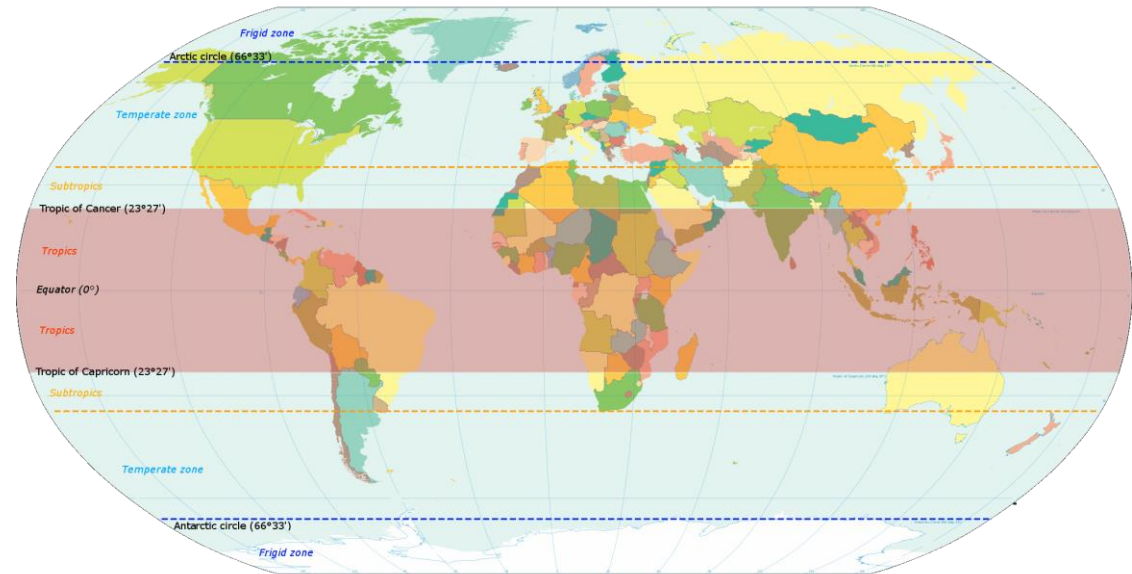 Frigid zone
Arctic circle (66°33')
Temperate zone
Subtropics
Tropic of Cancer (23°27')
Tropics
Equator (0°)
Tropics
Tropic of Capricorn (23°27')
Subtropics
Temperate zone
Antarctic circle (66°33')
Frigid zone